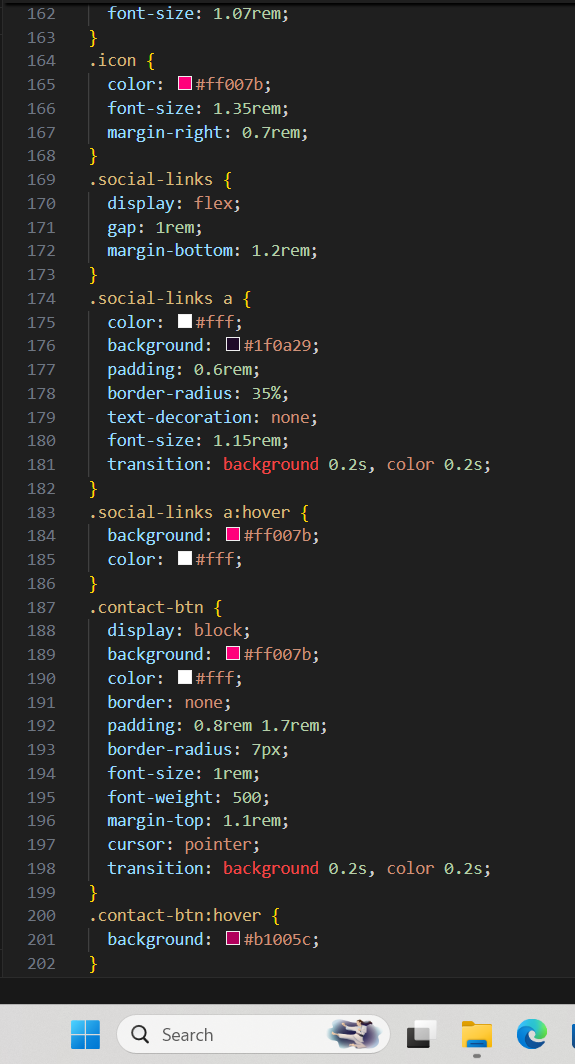 162 font-size: 1.07rem;
163 }
164 .icon {
165 color: #ff007b;
166 font-size: 1.35rem;
167 margin-right: 0.7rem;
168 }
169 .social-links {
170 display: flex;
171 gap: 1rem;
172 margin-bottom: 1.2rem;
173 }
174 .social-links a {
175 color: #fff;
176 background: #1f0a29;
177 padding: 0.6rem;
178 border-radius: 35%;
179 text-decoration: none;
180 font-size: 1.15rem;
181 transition: background 0.2s, color 0.2s;
182 }
183 .social-links a:hover {
184 background: #ff007b;
185 color: #fff;
186 }
187 .contact-btn {
188 display: block;
189 background: #ff007b;
190 color: #fff;
191 border: none;
192 padding: 0.8rem 1.7rem;
193 border-radius: 7px;
194 font-size: 1rem;
195 font-weight: 500;
196 margin-top: 1.1rem;
197 cursor: pointer;
198 transition: background 0.2s, color 0.2s;
199 }
200 .contact-btn:hover {
201 background: #b1005c;
202 }
Search